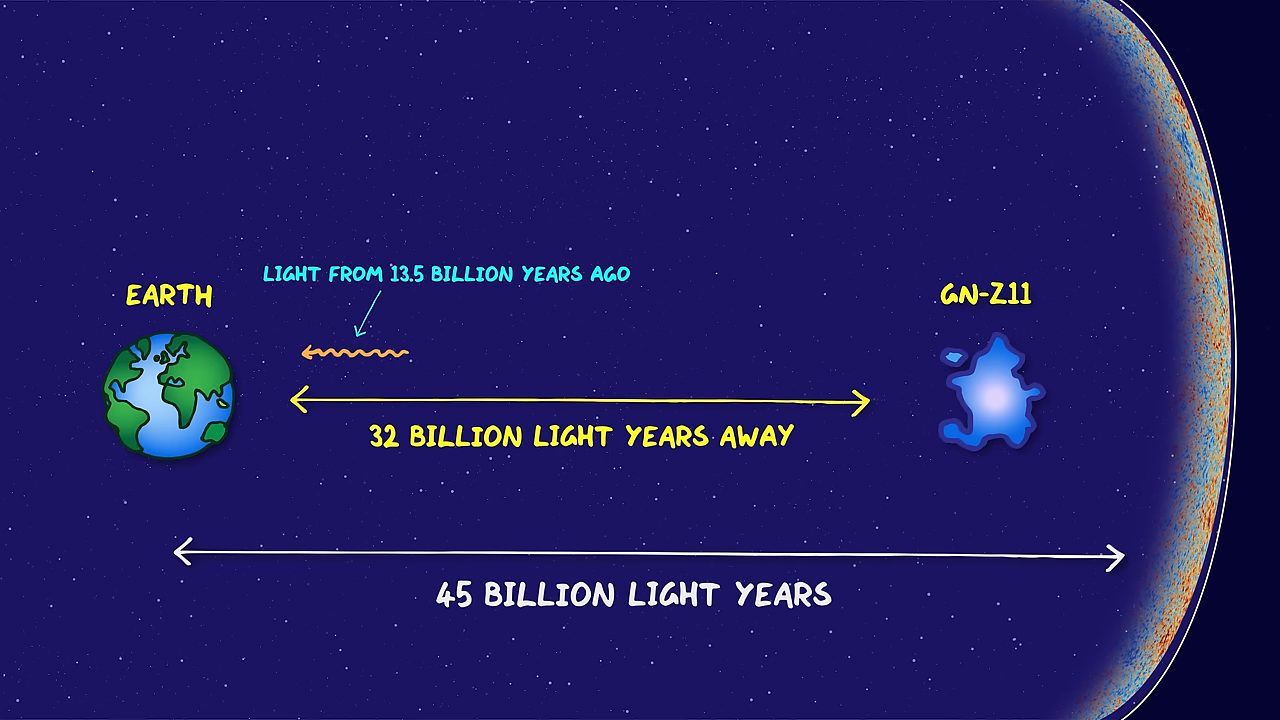 LIGHT FROM 13.5 BILLION YEARS AGO
EARTH
GN-Z11
32 BILLION LIGHT YEARS AWAY
45 BILLION LIGHT YEARS